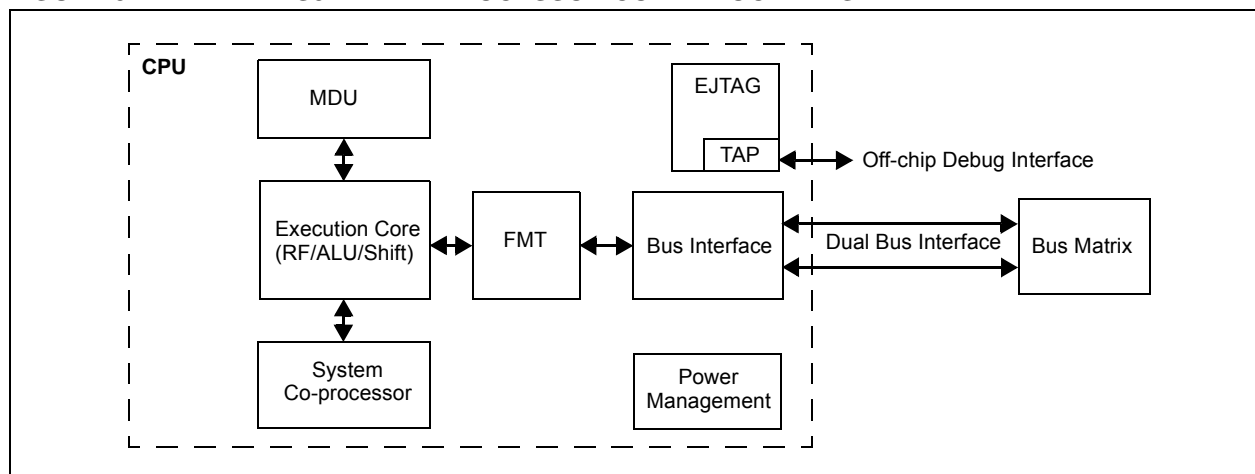 CPU
MDU
EJTAG
TAP
Off-chip Debug Interface
Execution Core
(RF/ALU/Shift)
FMT
Bus Interface
Dual Bus Interface
Bus Matrix
System
Co-processor
Power
Management